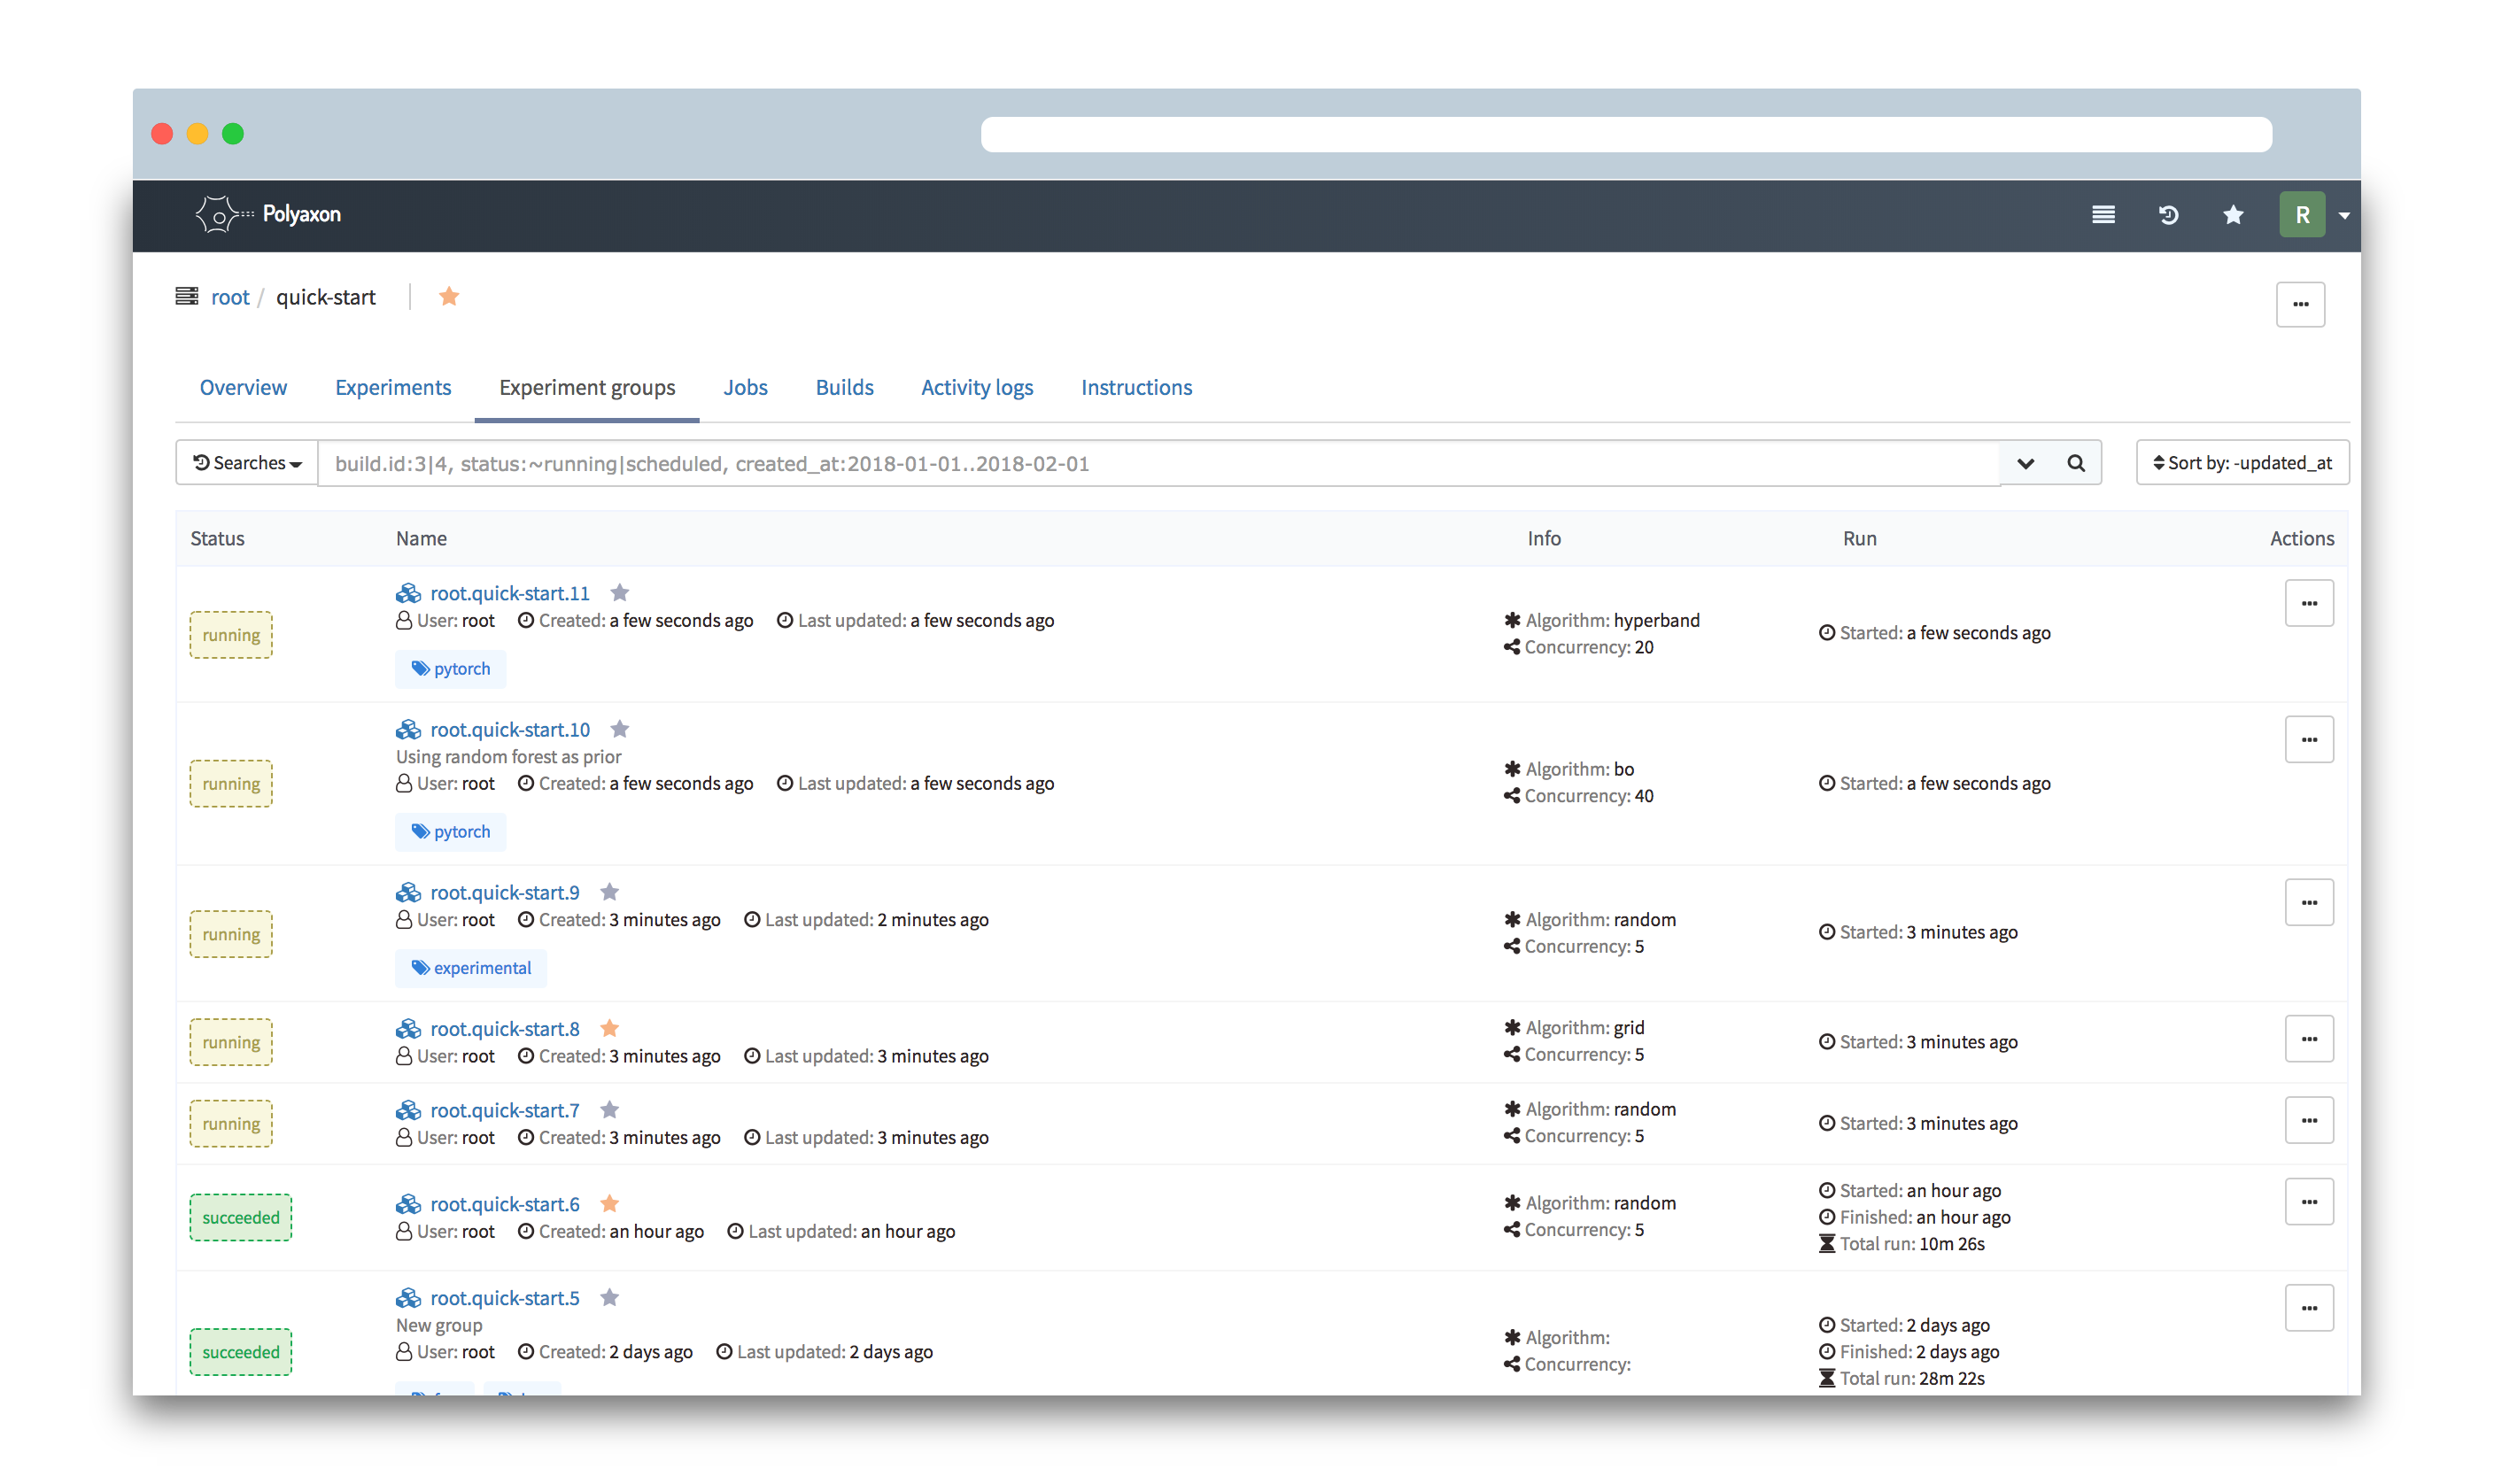 Polyaxon
R
root / quick-start
Overview Experiments Experiment groups Jobs Builds Activity logs Instructions
Searches build.id:3|4, status:~running|scheduled, created_at:2018-01-01..2018-02-01 Sort by: -updated_at
Status Name Info Run Actions
root.quick-start.11
running User: root Created: a few seconds ago Last updated: a few seconds ago Algorithm: hyperband Started: a few seconds ago
Concurrency: 20
pytorch
root.quick-start.10
Using random forest as prior
running User: root Created: a few seconds ago Last updated: a few seconds ago Algorithm: bo Started: a few seconds ago
Concurrency: 40
pytorch
root.quick-start.9
running User: root Created: 3 minutes ago Last updated: 2 minutes ago Algorithm: random Started: 3 minutes ago
Concurrency: 5
experimental
root.quick-start.8 Algorithm: grid
running User: root Created: 3 minutes ago Last updated: 3 minutes ago Concurrency: 5 Started: 3 minutes ago
root.quick-start.7 Algorithm: random
running User: root Created: 3 minutes ago Last updated: 3 minutes ago Concurrency: 5 Started: 3 minutes ago
root.quick-start.6 Algorithm: random Started: an hour ago
succeeded User: root Created: an hour ago Last updated: an hour ago Concurrency: 5 Finished: an hour ago
Total run: 10m 26s
root.quick-start.5
New group Algorithm: Started: 2 days ago
succeeded User: root Created: 2 days ago Last updated: 2 days ago Concurrency: Finished: 2 days ago
Total run: 28m 22s